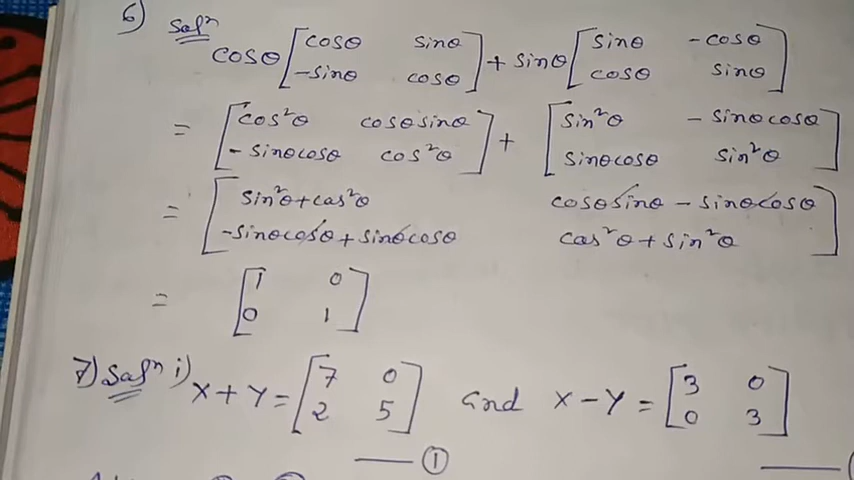 6) Solⁿ
cosθ [cosθ sinθ -sinθ cosθ] + sinθ [sinθ -cosθ cosθ sinθ]
= [cos²θ cosθsinθ -sinθcosθ cos²θ] + [sin²θ -sinθcosθ sinθcosθ sin²θ]
= [sin²θ+cos²θ cosθsinθ - sinθcosθ -sinθcosθ+sinθcosθ cos²θ+sin²θ]
= [1 0 0 1]
7) Solⁿ i) X+Y= [7 0 2 5] and X-Y= [3 0 0 3]
—— ①